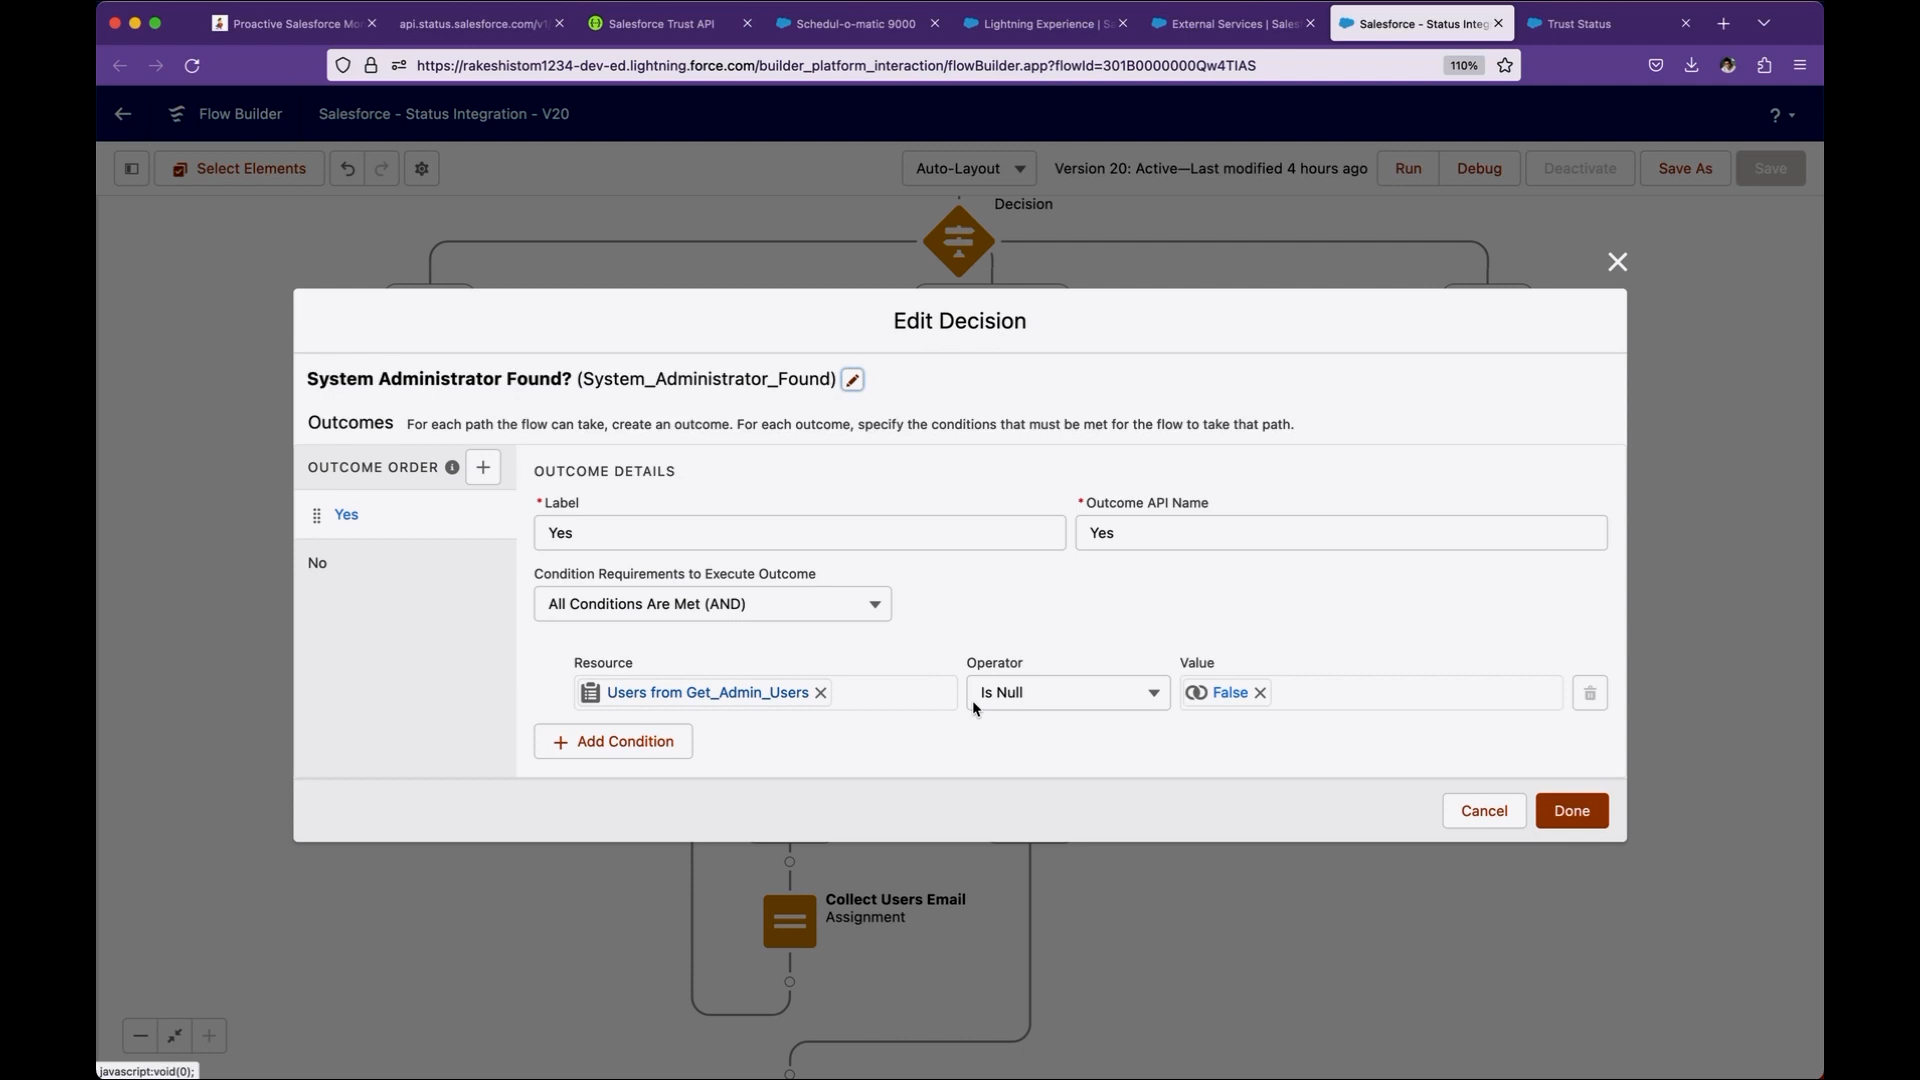 Proactive Salesforce Mo
api.status.salesforce.com/v1
Salesforce Trust API
Schedul-o-matic 9000
Lightning Experience | Sa
External Services | Sales
Salesforce - Status Integ
Trust Status
https://rakeshistom1234-dev-ed.lightning.force.com/builder_platform_interaction/flowBuilder.app?flowId=301B0000000Qw4TIAS
110%
Flow Builder
Salesforce - Status Integration - V20
?
Select Elements
Auto-Layout
Version 20: Active—Last modified 4 hours ago
Run
Debug
Deactivate
Save As
Save
Decision
Edit Decision
System Administrator Found? (System_Administrator_Found)
Outcomes For each path the flow can take, create an outcome. For each outcome, specify the conditions that must be met for the flow to take that path.
OUTCOME ORDER
Yes
No
OUTCOME DETAILS
* Label
Yes
* Outcome API Name
Yes
Condition Requirements to Execute Outcome
All Conditions Are Met (AND)
Resource
Operator
Value
Users from Get_Admin_Users
Is Null
False
Add Condition
Cancel
Done
Collect Users Email
Assignment
javascript:void(0);